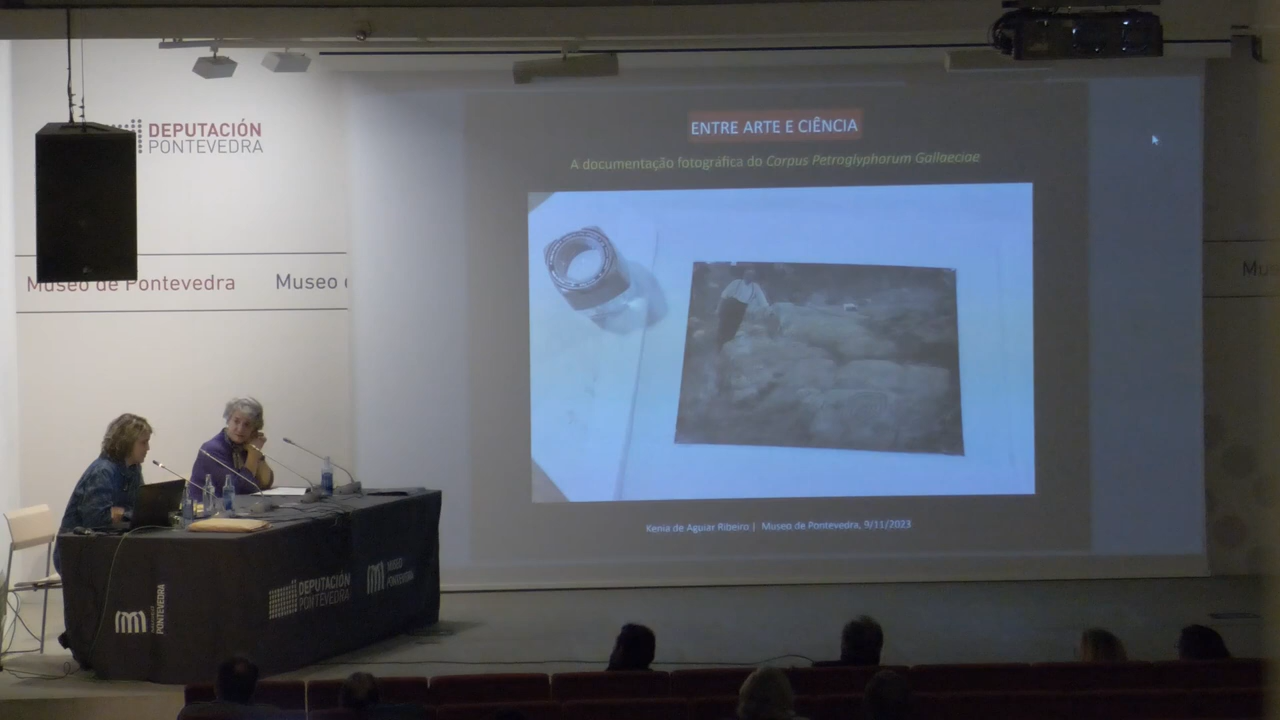 DEPUTACIÓN
PONTEVEDRA
Museo de Pontevedra
Museo
ENTRE ARTE E CIÊNCIA
A documentação fotográfica do Corpus Petroglyphorum Gallaeciae
Kenia de Aguiar Ribeiro | Museo de Pontevedra, 9/11/2023
DEPUTACIÓN
PONTEVEDRA
MUSEO
PONTEVEDRA
PONTEVEDRA